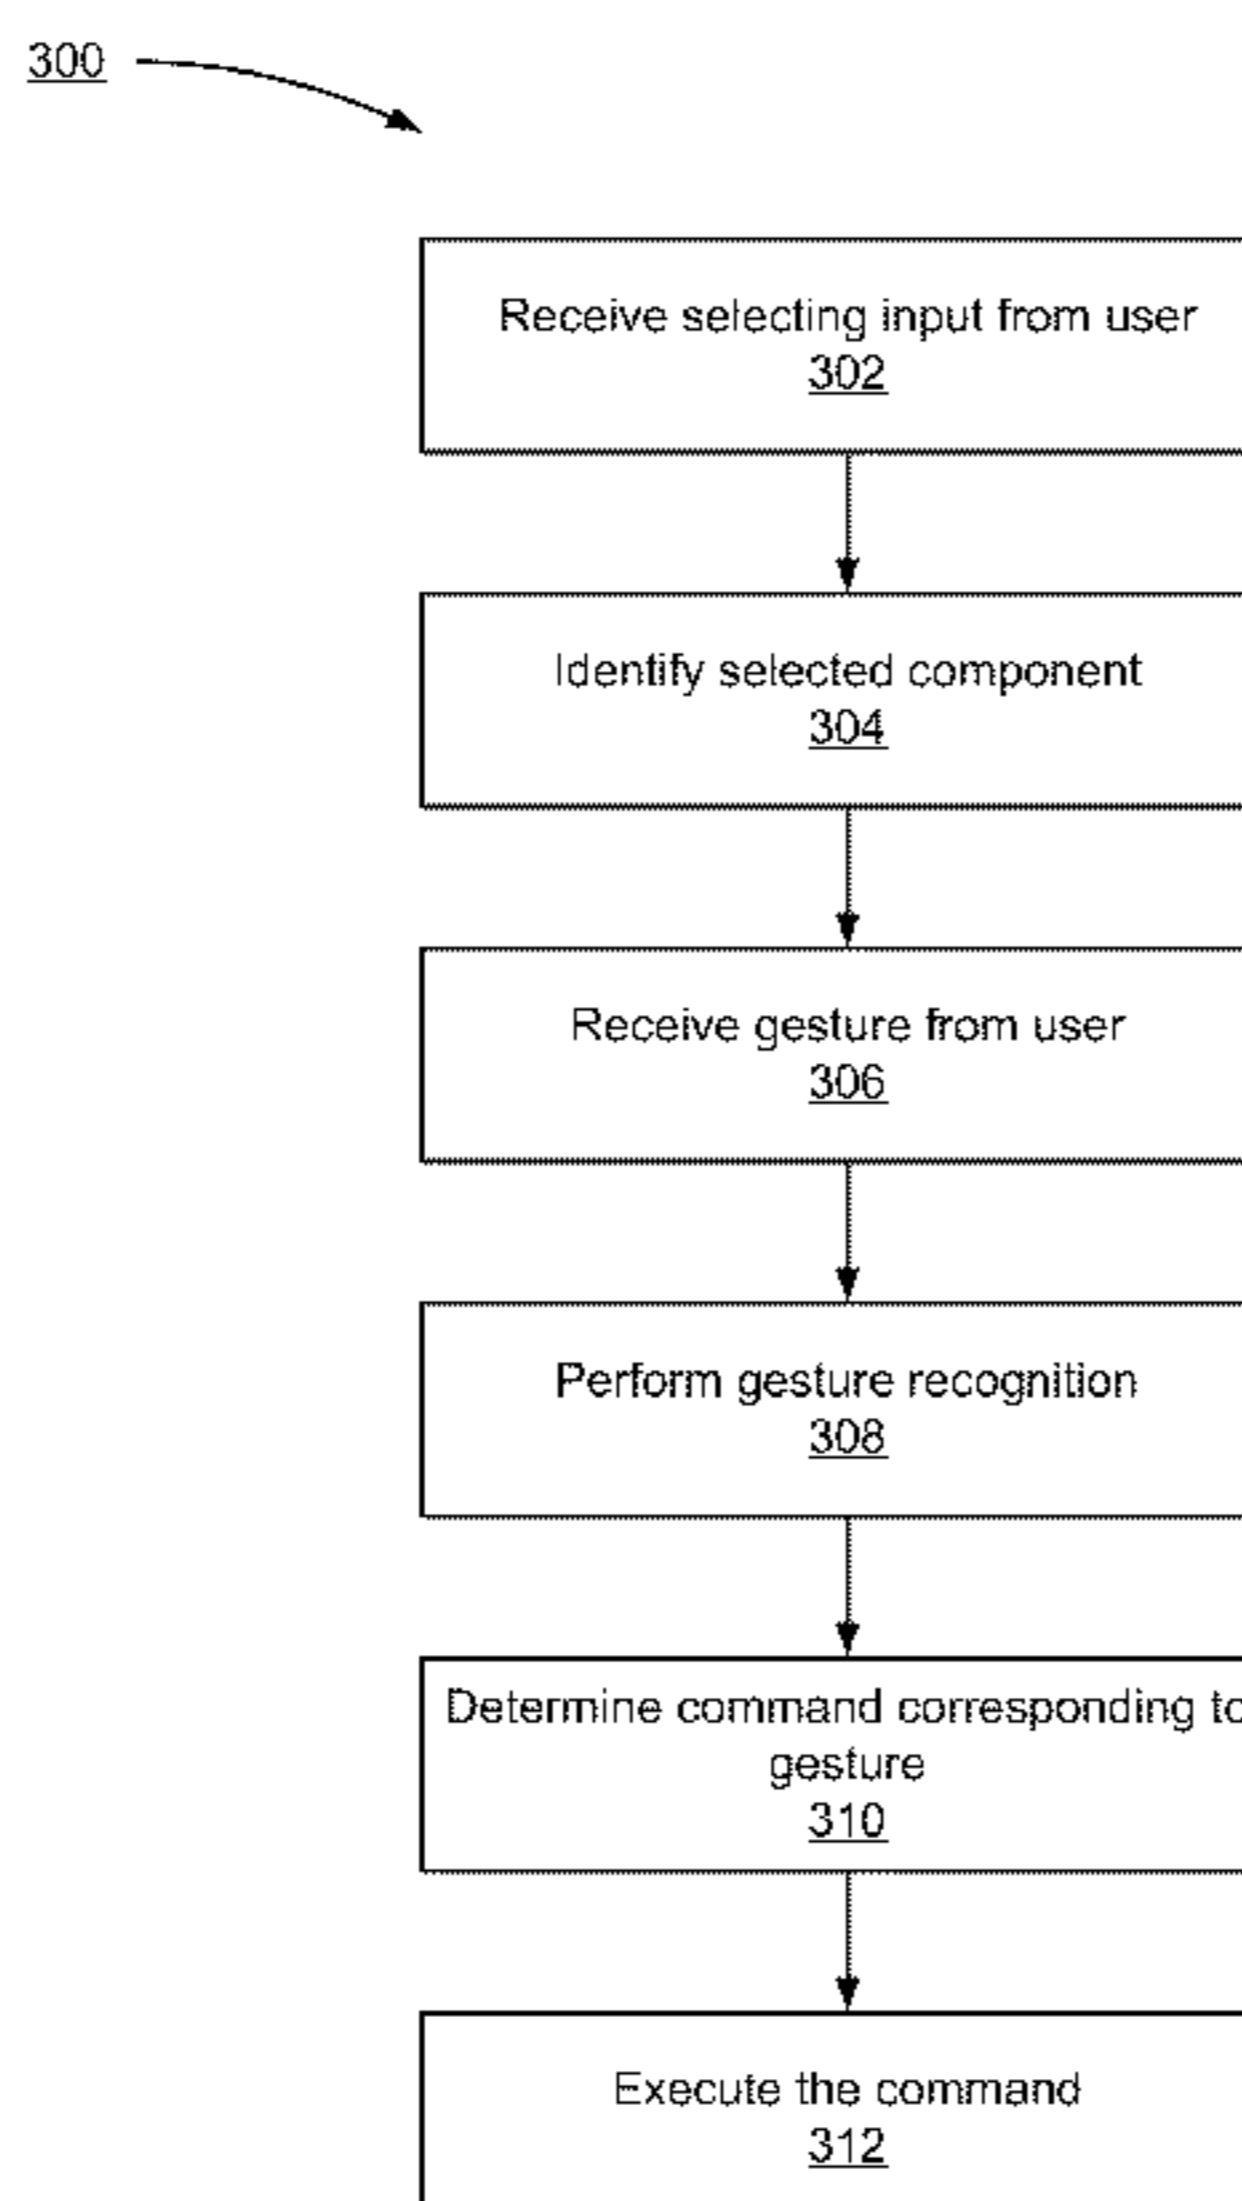 300
Receive selecting input from user
302
Identify selected component
304
Receive gesture from user
306
Perform gesture recognition
308
Determine command corresponding to
gesture
310
Execute the command
312